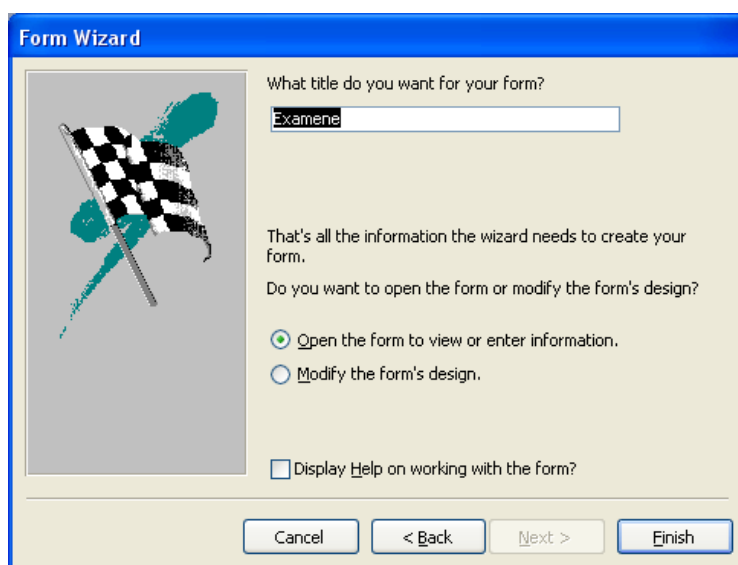 Form Wizard
What title do you want for your form?
Examene
That's all the information the wizard needs to create your
form.
Do you want to open the form or modify the form's design?
Open the form to view or enter information.
Modify the form's design.
Display Help on working with the form?
Cancel < Back Next > Finish